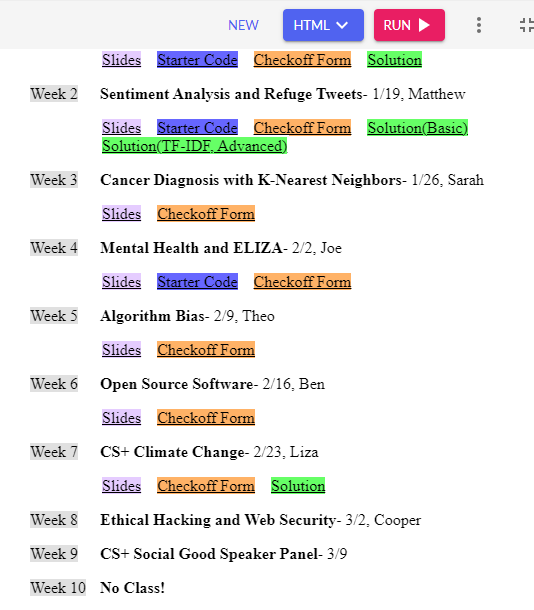 NEW HTML RUN
Slides Starter Code Checkoff Form Solution
Week 2 Sentiment Analysis and Refuge Tweets- 1/19, Matthew
Slides Starter Code Checkoff Form Solution(Basic)
Solution(TF-IDF, Advanced)
Week 3 Cancer Diagnosis with K-Nearest Neighbors- 1/26, Sarah
Slides Checkoff Form
Week 4 Mental Health and ELIZA- 2/2, Joe
Slides Starter Code Checkoff Form
Week 5 Algorithm Bias- 2/9, Theo
Slides Checkoff Form
Week 6 Open Source Software- 2/16, Ben
Slides Checkoff Form
Week 7 CS+ Climate Change- 2/23, Liza
Slides Checkoff Form Solution
Week 8 Ethical Hacking and Web Security- 3/2, Cooper
Week 9 CS+ Social Good Speaker Panel- 3/9
Week 10 No Class!